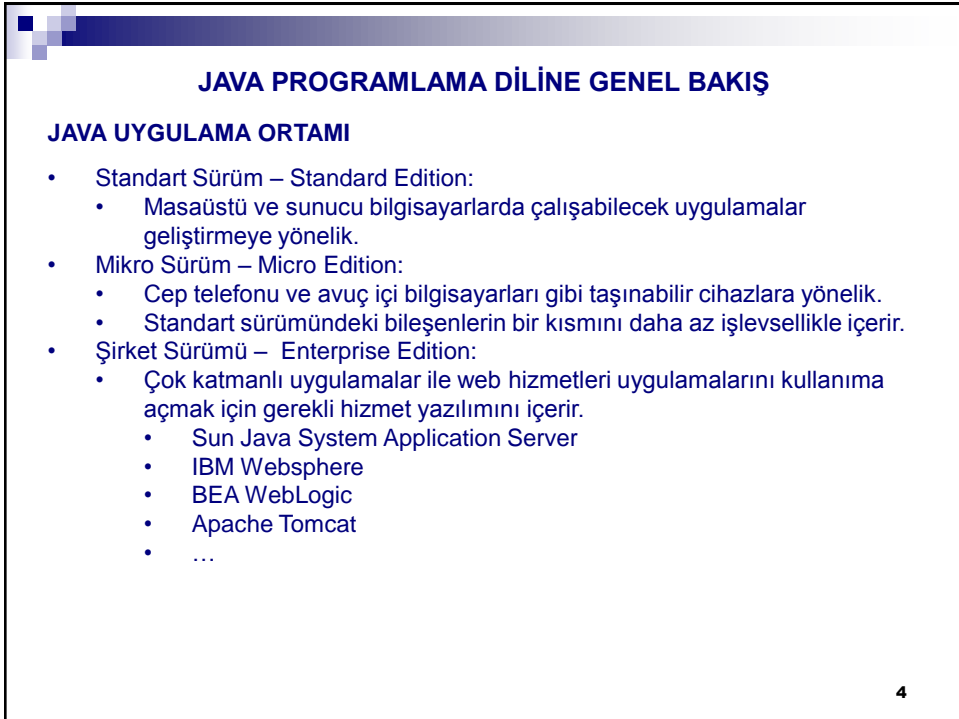 JAVA PROGRAMLAMA DİLİNE GENEL BAKIŞ
JAVA UYGULAMA ORTAMI
• Standart Sürüm – Standard Edition:
• Masaüstü ve sunucu bilgisayarlarda çalışabilecek uygulamalar
geliştirmeye yönelik.
• Mikro Sürüm – Micro Edition:
• Cep telefonu ve avuç içi bilgisayarları gibi taşınabilir cihazlara yönelik.
• Standart sürümündeki bileşenlerin bir kısmını daha az işlevsellikle içerir.
• Şirket Sürümü – Enterprise Edition:
• Çok katmanlı uygulamalar ile web hizmetleri uygulamalarını kullanıma
açmak için gerekli hizmet yazılımını içerir.
• Sun Java System Application Server
• IBM Websphere
• BEA WebLogic
• Apache Tomcat
• …
4